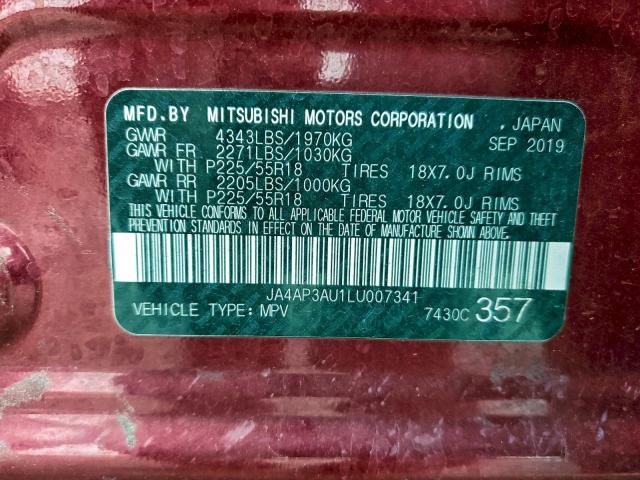 MFD.BY MITSUBISHI MOTORS CORPORATION , JAPAN
GVWR 4343LBS/1970KG SEP 2019
GAWR FR 2271LBS/1030KG
WITH P225/55R18 TIRES 18X7.0J RIMS
GAWR RR 2205LBS/1000KG
WITH P225/55R18 TIRES 18X7.0J RIMS
THIS VEHICLE CONFORMS TO ALL APPLICABLE FEDERAL MOTOR VEHICLE SAFETY AND THEFT
PREVENTION STANDARDS IN EFFECT ON THE DATE OF MANUFACTURE SHOWN ABOVE.
JA4AP3AU1LU007341
VEHICLE TYPE: MPV 7430C 357